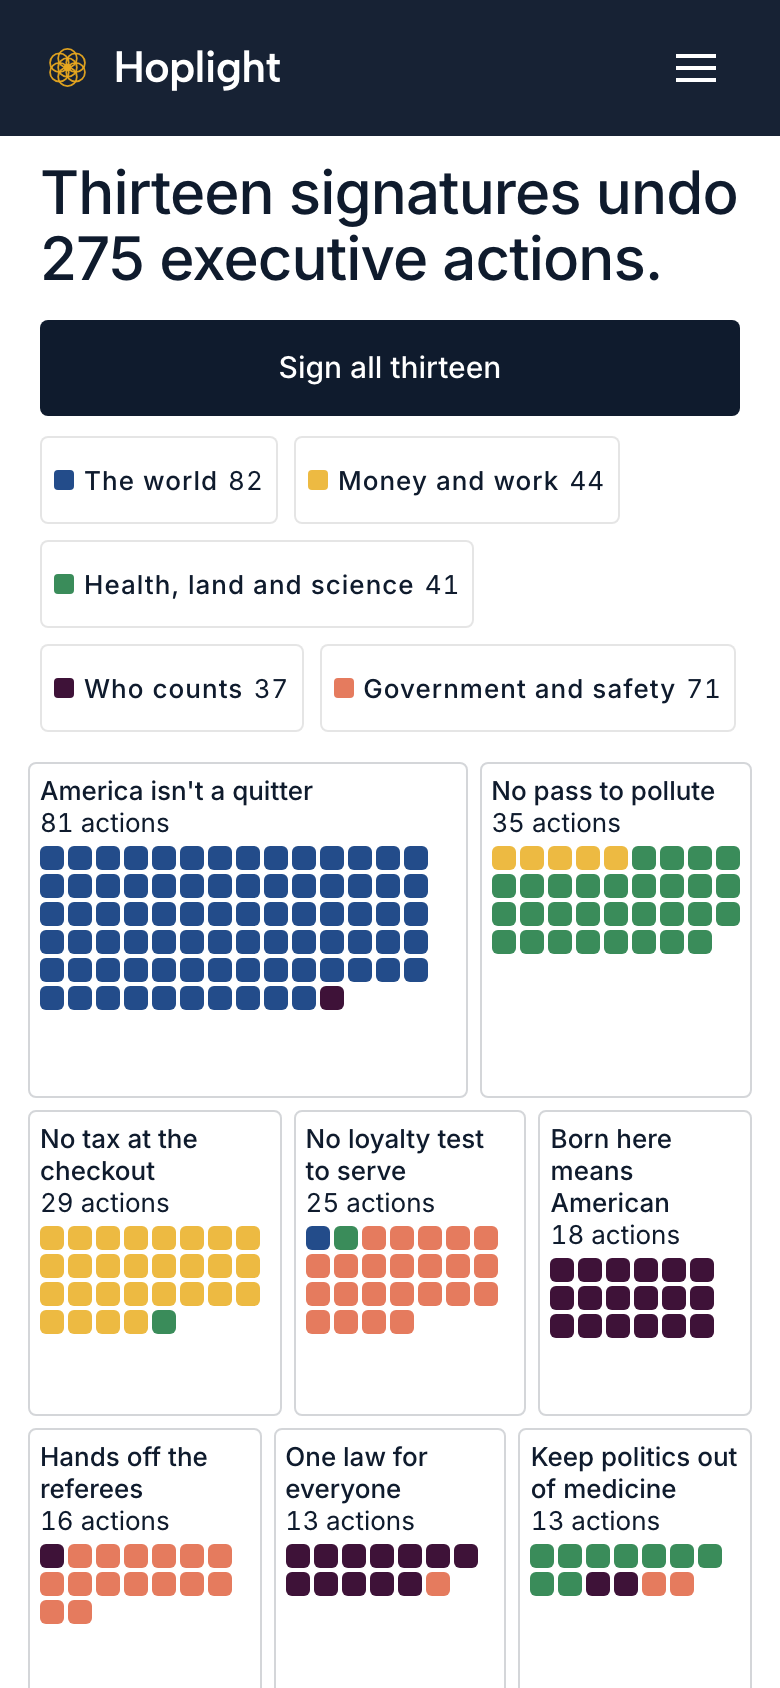 Hoplight
Thirteen signatures undo
275 executive actions.
Sign all thirteen
The world 82
Money and work 44
Health, land and science 41
Who counts 37
Government and safety 71
America isn't a quitter
81 actions
No pass to pollute
35 actions
No tax at the
checkout
29 actions
No loyalty test
to serve
25 actions
Born here
means
American
18 actions
Hands off the
referees
16 actions
One law for
everyone
13 actions
Keep politics out
of medicine
13 actions